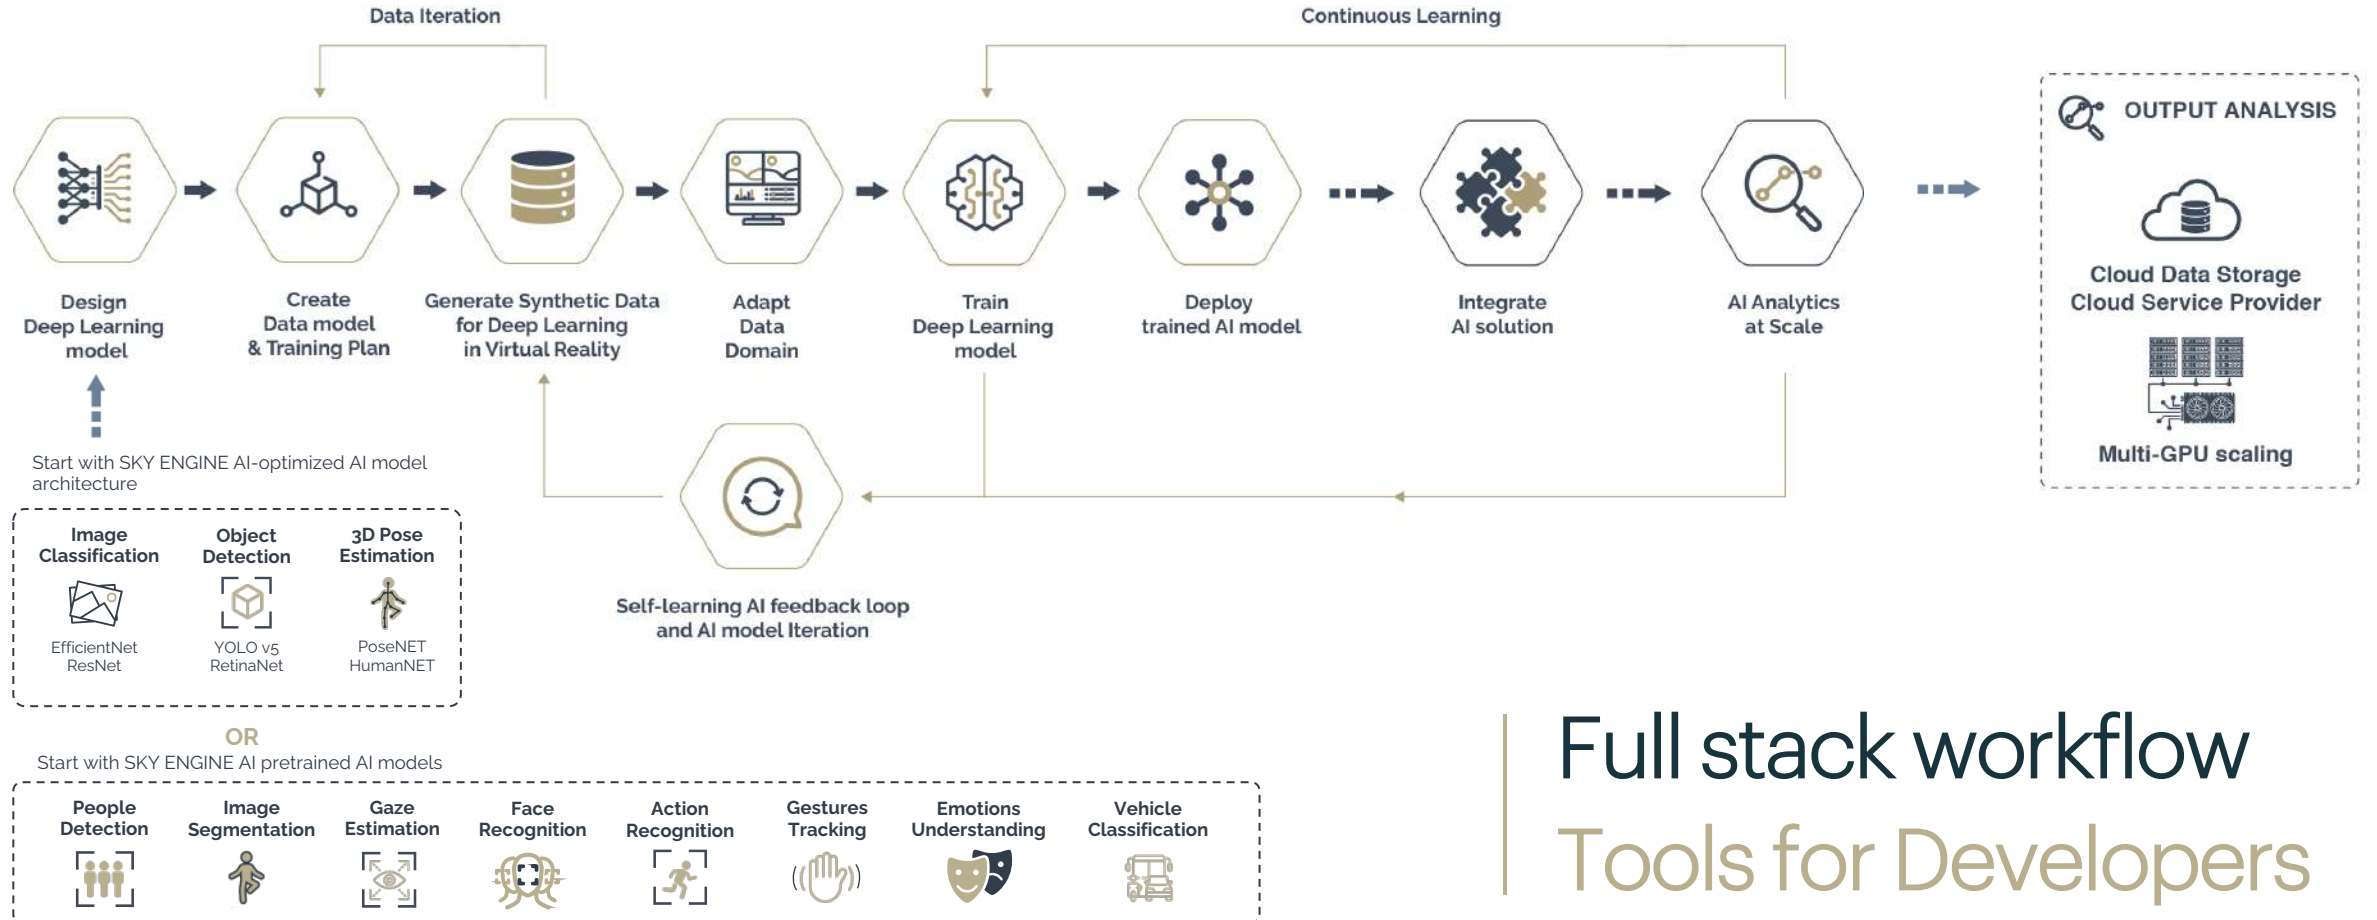 Data Iteration
Continuous Learning
OUTPUT ANALYSIS
Cloud Data Storage
Cloud Service Provider
Multi-GPU scaling
Design
Deep Learning
model
Create
Data model
& Training Plan
Generate Synthetic Data
for Deep Learning
in Virtual Reality
Adapt
Data
Domain
Train
Deep Learning
model
Deploy
trained AI model
Integrate
AI solution
AI Analytics
at Scale
Self-learning AI feedback loop
and AI model Iteration
Start with SKY ENGINE AI-optimized AI model
architecture
Image
Classification
EfficientNet
ResNet
Object
Detection
YOLO v5
RetinaNet
3D Pose
Estimation
PoseNET
HumanNET
OR
Start with SKY ENGINE AI pretrained AI models
People
Detection
Image
Segmentation
Gaze
Estimation
Face
Recognition
Action
Recognition
Gestures
Tracking
Emotions
Understanding
Vehicle
Classification
Full stack workflow
Tools for Developers